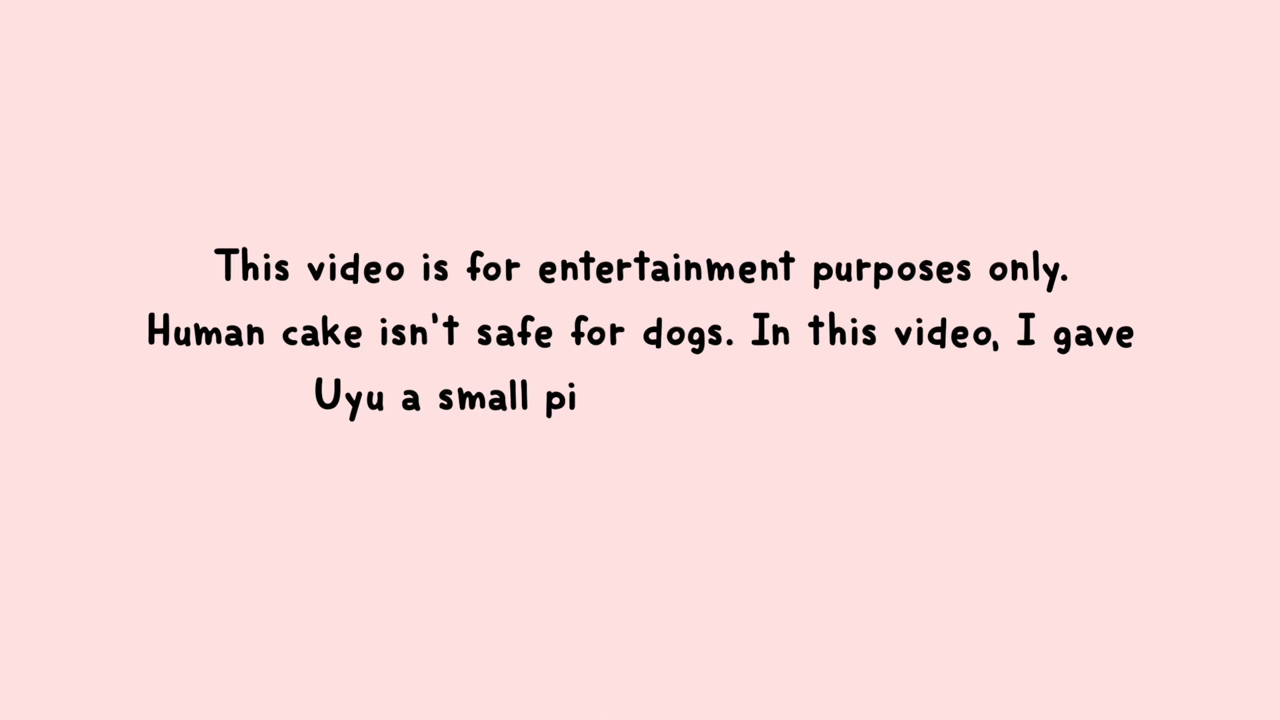 This video is for entertainment purposes only.
Human cake isn't safe for dogs. In this video, I gave
Uyu a small pi